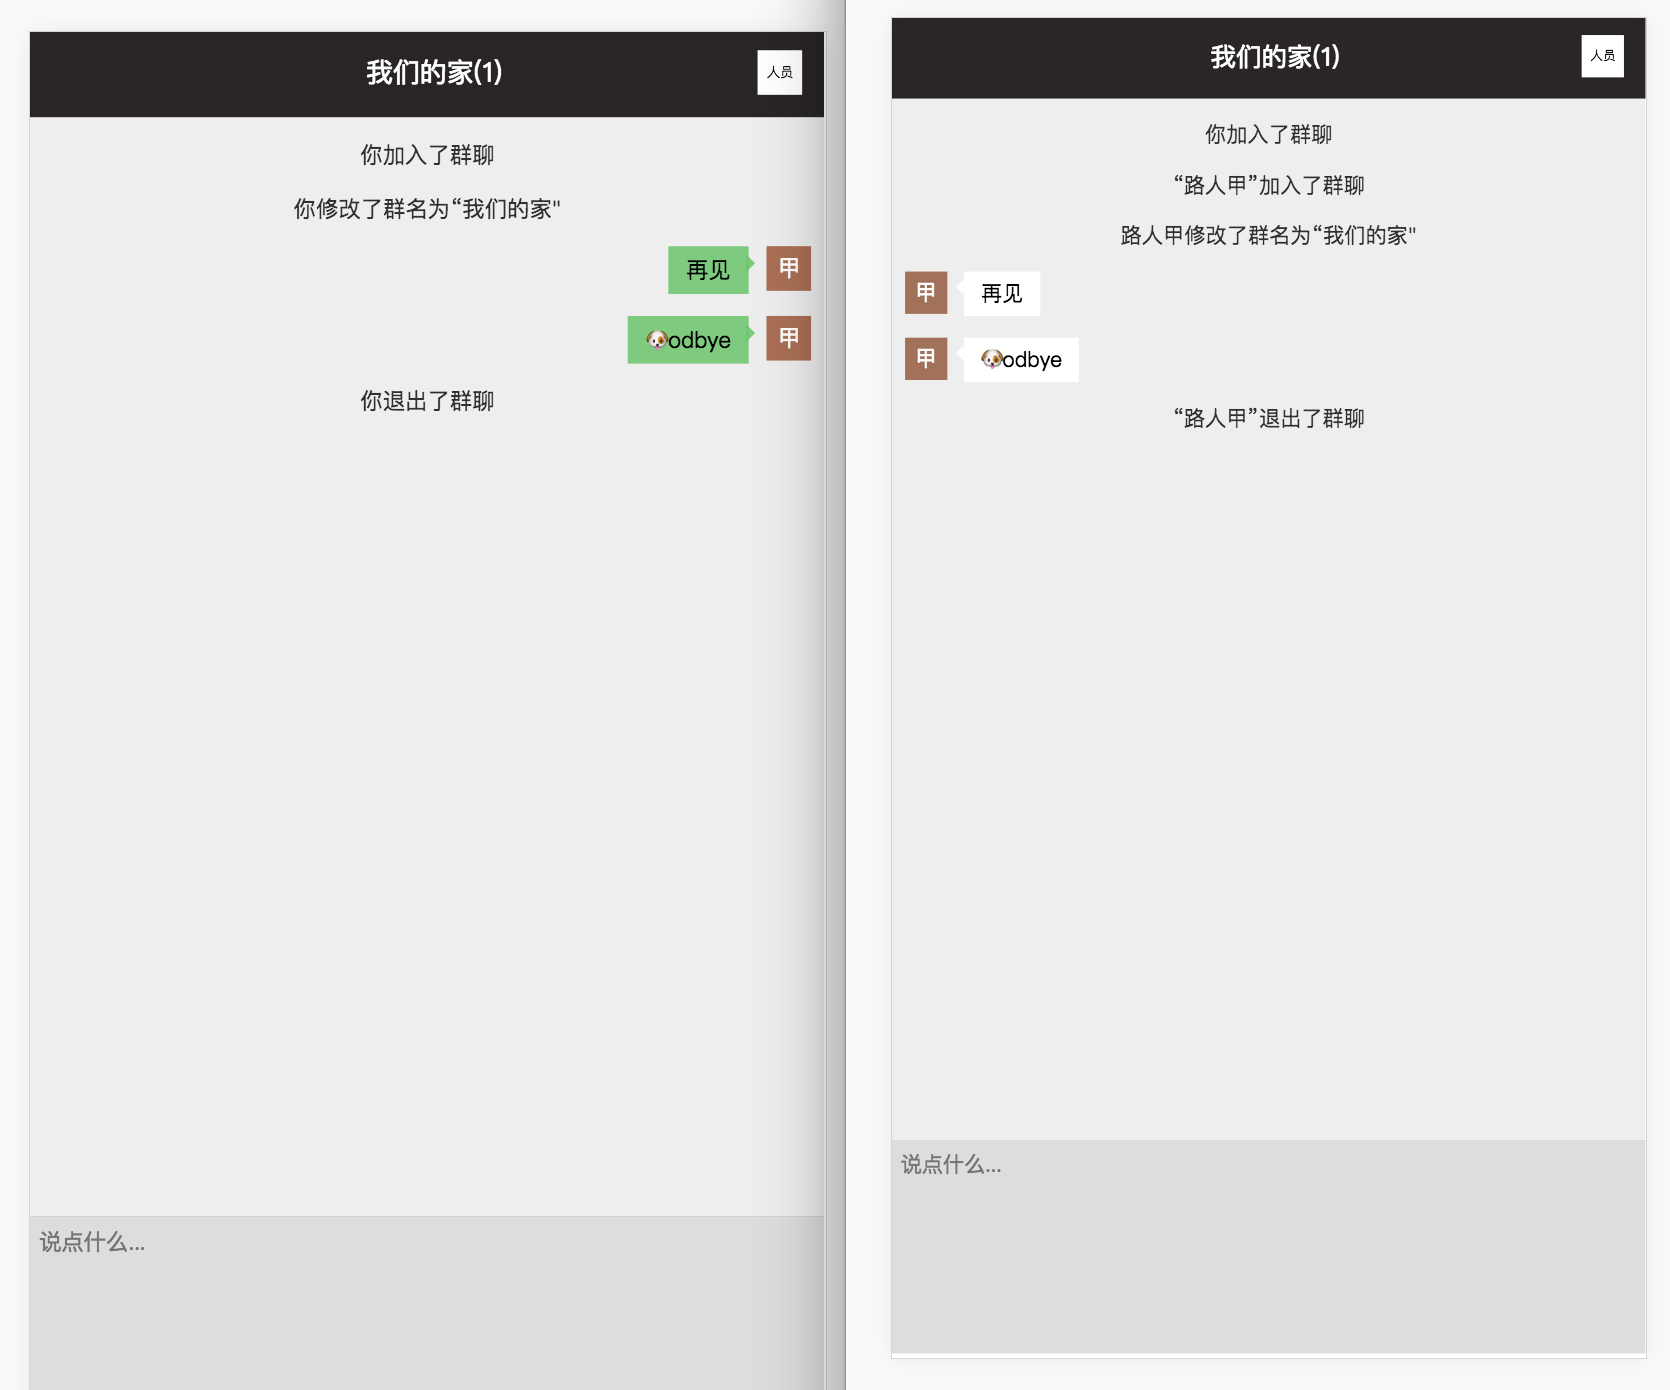 我们的家(1)
人员
你加入了群聊
你修改了群名为“我们的家"
再见
甲
🐶odbye
甲
你退出了群聊
说点什么...
我们的家(1)
人员
你加入了群聊
“路人甲”加入了群聊
路人甲修改了群名为“我们的家"
甲
再见
甲
🐶odbye
“路人甲”退出了群聊
说点什么...